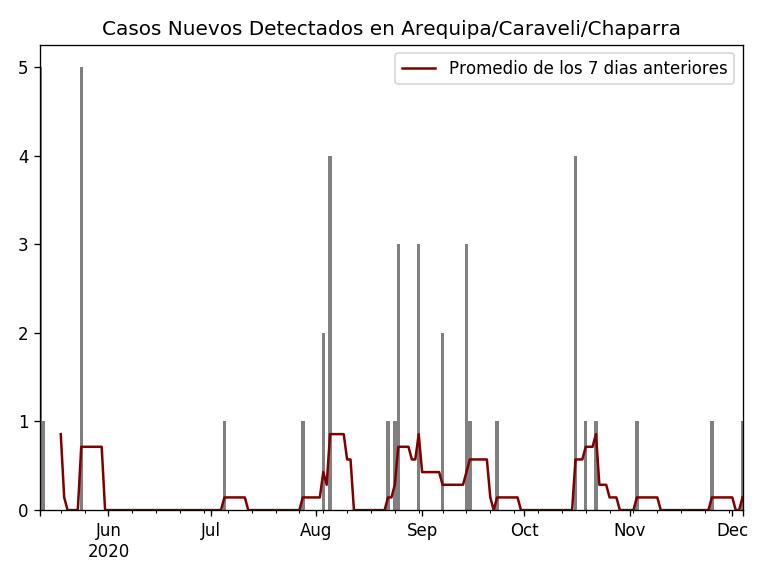 Casos Nuevos Detectados en Arequipa/Caraveli/Chaparra
Promedio de los 7 dias anteriores
5
4
3
2
1
0
Jun Jul Aug Sep Oct Nov Dec
2020